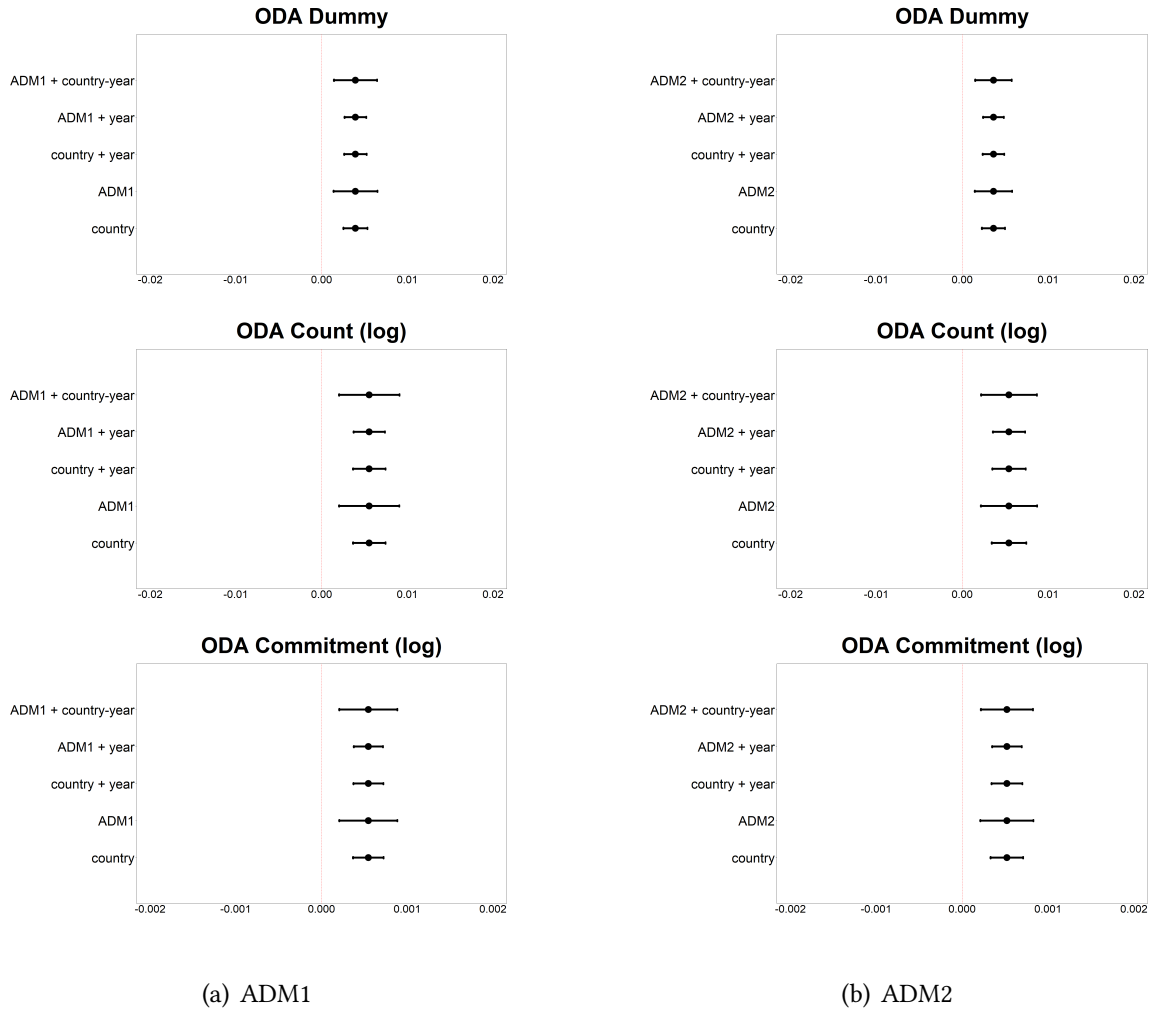 ODA Dummy
ADM1 + country-year
ADM1 + year
country + year
ADM1
country
-0.02 -0.01 0.00 0.01 0.02
ODA Count (log)
ADM1 + country-year
ADM1 + year
country + year
ADM1
country
-0.02 -0.01 0.00 0.01 0.02
ODA Commitment (log)
ADM1 + country-year
ADM1 + year
country + year
ADM1
country
-0.002 -0.001 0.000 0.001 0.002
(a) ADM1
ODA Dummy
ADM2 + country-year
ADM2 + year
country + year
ADM2
country
-0.02 -0.01 0.00 0.01 0.02
ODA Count (log)
ADM2 + country-year
ADM2 + year
country + year
ADM2
country
-0.02 -0.01 0.00 0.01 0.02
ODA Commitment (log)
ADM2 + country-year
ADM2 + year
country + year
ADM2
country
-0.002 -0.001 0.000 0.001 0.002
(b) ADM2